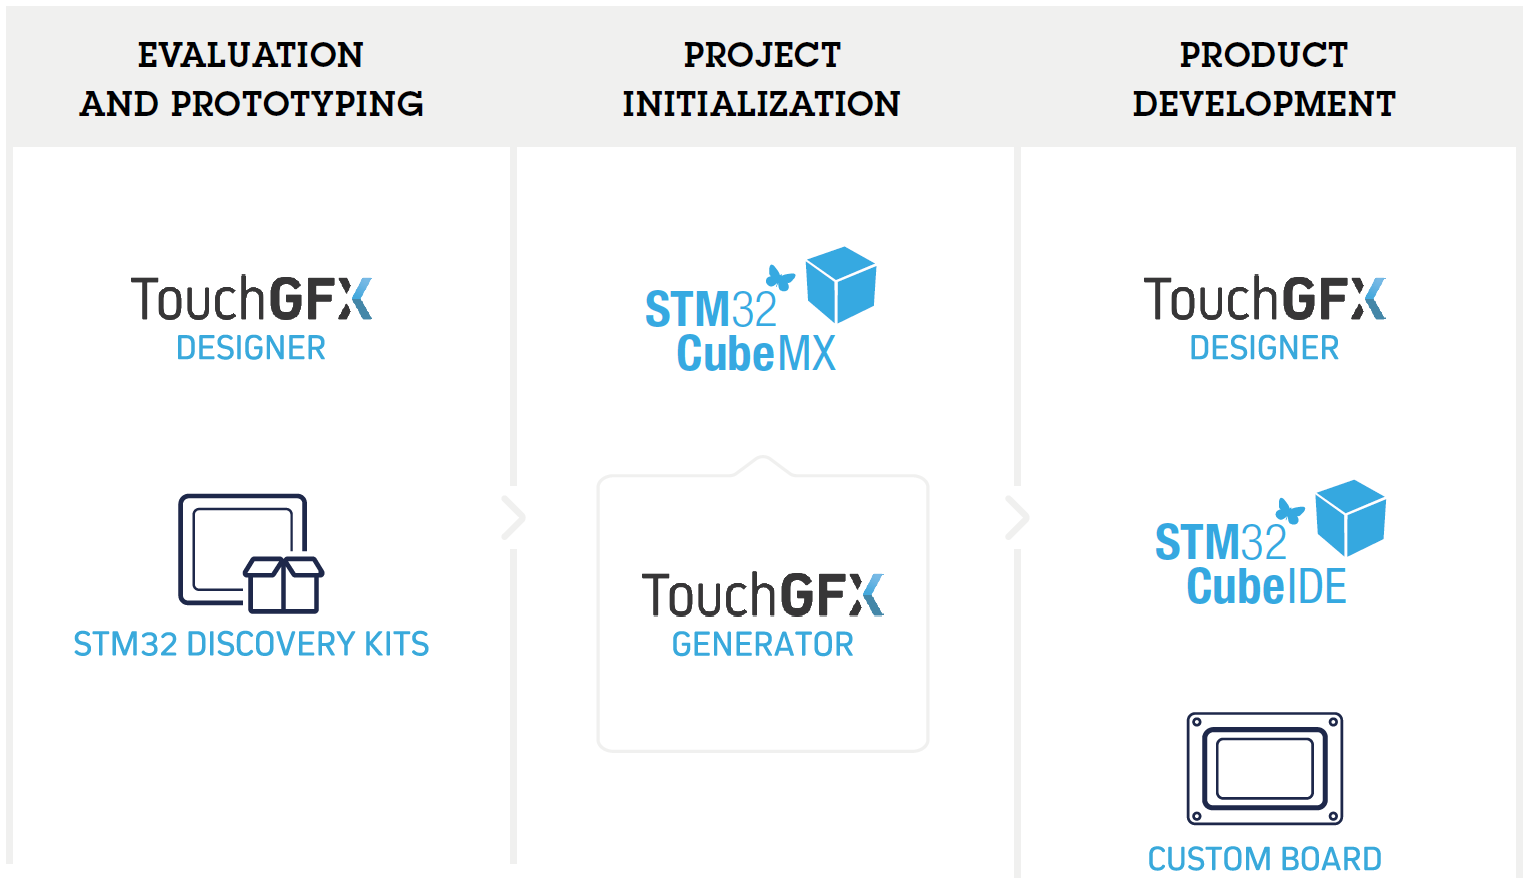 EVALUATION
AND PROTOTYPING
TouchGFX
DESIGNER
STM32 DISCOVERY KITS
PROJECT
INITIALIZATION
STM32
CubeMX
TouchGFX
GENERATOR
PRODUCT
DEVELOPMENT
TouchGFX
DESIGNER
STM32
CubeIDE
CUSTOM BOARD